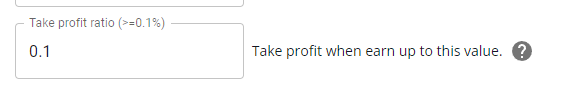 Take profit ratio (>=0.1%)
0.1 Take profit when earn up to this value. ?